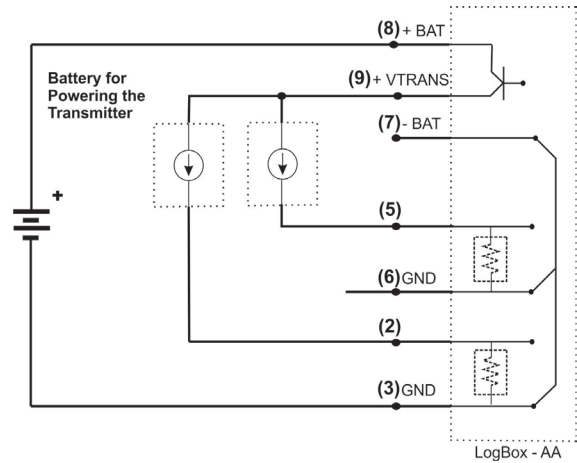 (8) + BAT
Battery for
Powering the
Transmitter
(9) + VTRANS
(7) - BAT
+
(5)
(6) GND
(2)
(3) GND
LogBox - AA